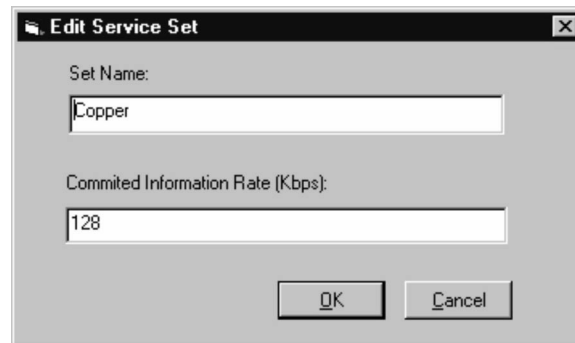 Edit Service Set
Set Name:
Copper
Commited Information Rate (Kbps):
128
OK Cancel